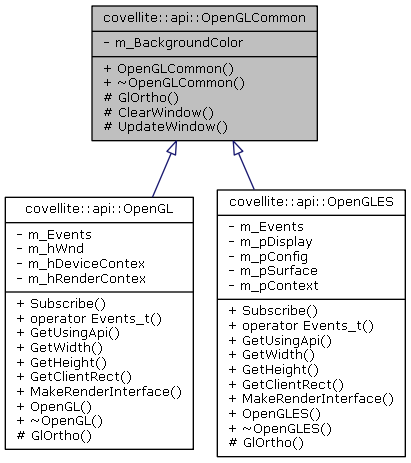 covellite::api::OpenGLCommon
- m_BackgroundColor
+ OpenGLCommon()
+ ~OpenGLCommon()
# GlOrtho()
# ClearWindow()
# UpdateWindow()
covellite::api::OpenGL
- m_Events
- m_hWnd
- m_hDeviceContex
- m_hRenderContex
+ Subscribe()
+ operator Events_t()
+ GetUsingApi()
+ GetWidth()
+ GetHeight()
+ GetClientRect()
+ MakeRenderInterface()
+ OpenGL()
+ ~OpenGL()
# GlOrtho()
covellite::api::OpenGLES
- m_Events
- m_pDisplay
- m_pConfig
- m_pSurface
- m_pContext
+ Subscribe()
+ operator Events_t()
+ GetUsingApi()
+ GetWidth()
+ GetHeight()
+ GetClientRect()
+ MakeRenderInterface()
+ OpenGLES()
+ ~OpenGLES()
# GlOrtho()